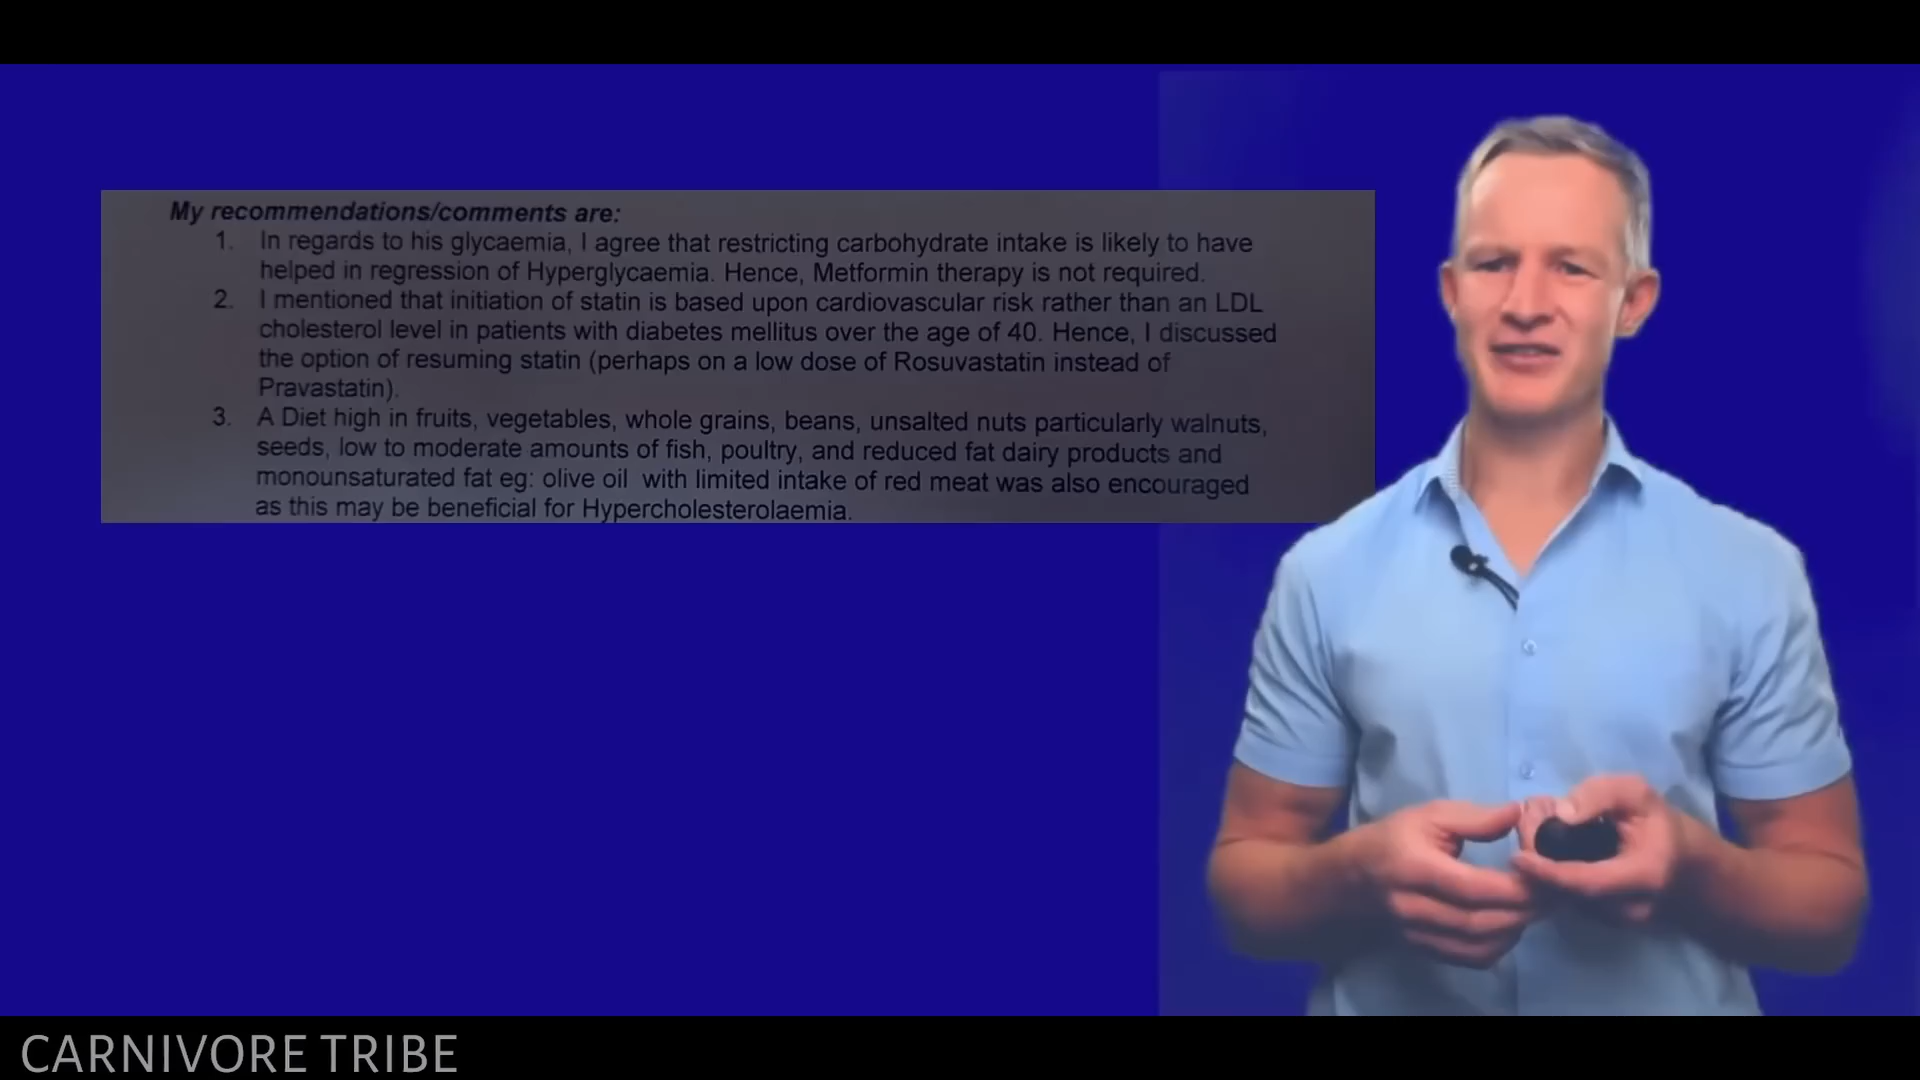 My recommendations/comments are:
1. In regards to his glycaemia, I agree that restricting carbohydrate intake is likely to have
helped in regression of Hyperglycaemia. Hence, Metformin therapy is not required.
2. I mentioned that initiation of statin is based upon cardiovascular risk rather than an LDL
cholesterol level in patients with diabetes mellitus over the age of 40. Hence, I discussed
the option of resuming statin (perhaps on a low dose of Rosuvastatin instead of
Pravastatin).
3. A Diet high in fruits, vegetables, whole grains, beans, unsalted nuts particularly walnuts,
seeds, low to moderate amounts of fish, poultry, and reduced fat dairy products and
monounsaturated fat eg: olive oil with limited intake of red meat was also encouraged
as this may be beneficial for Hypercholesterolaemia.
CARNIVORE TRIBE